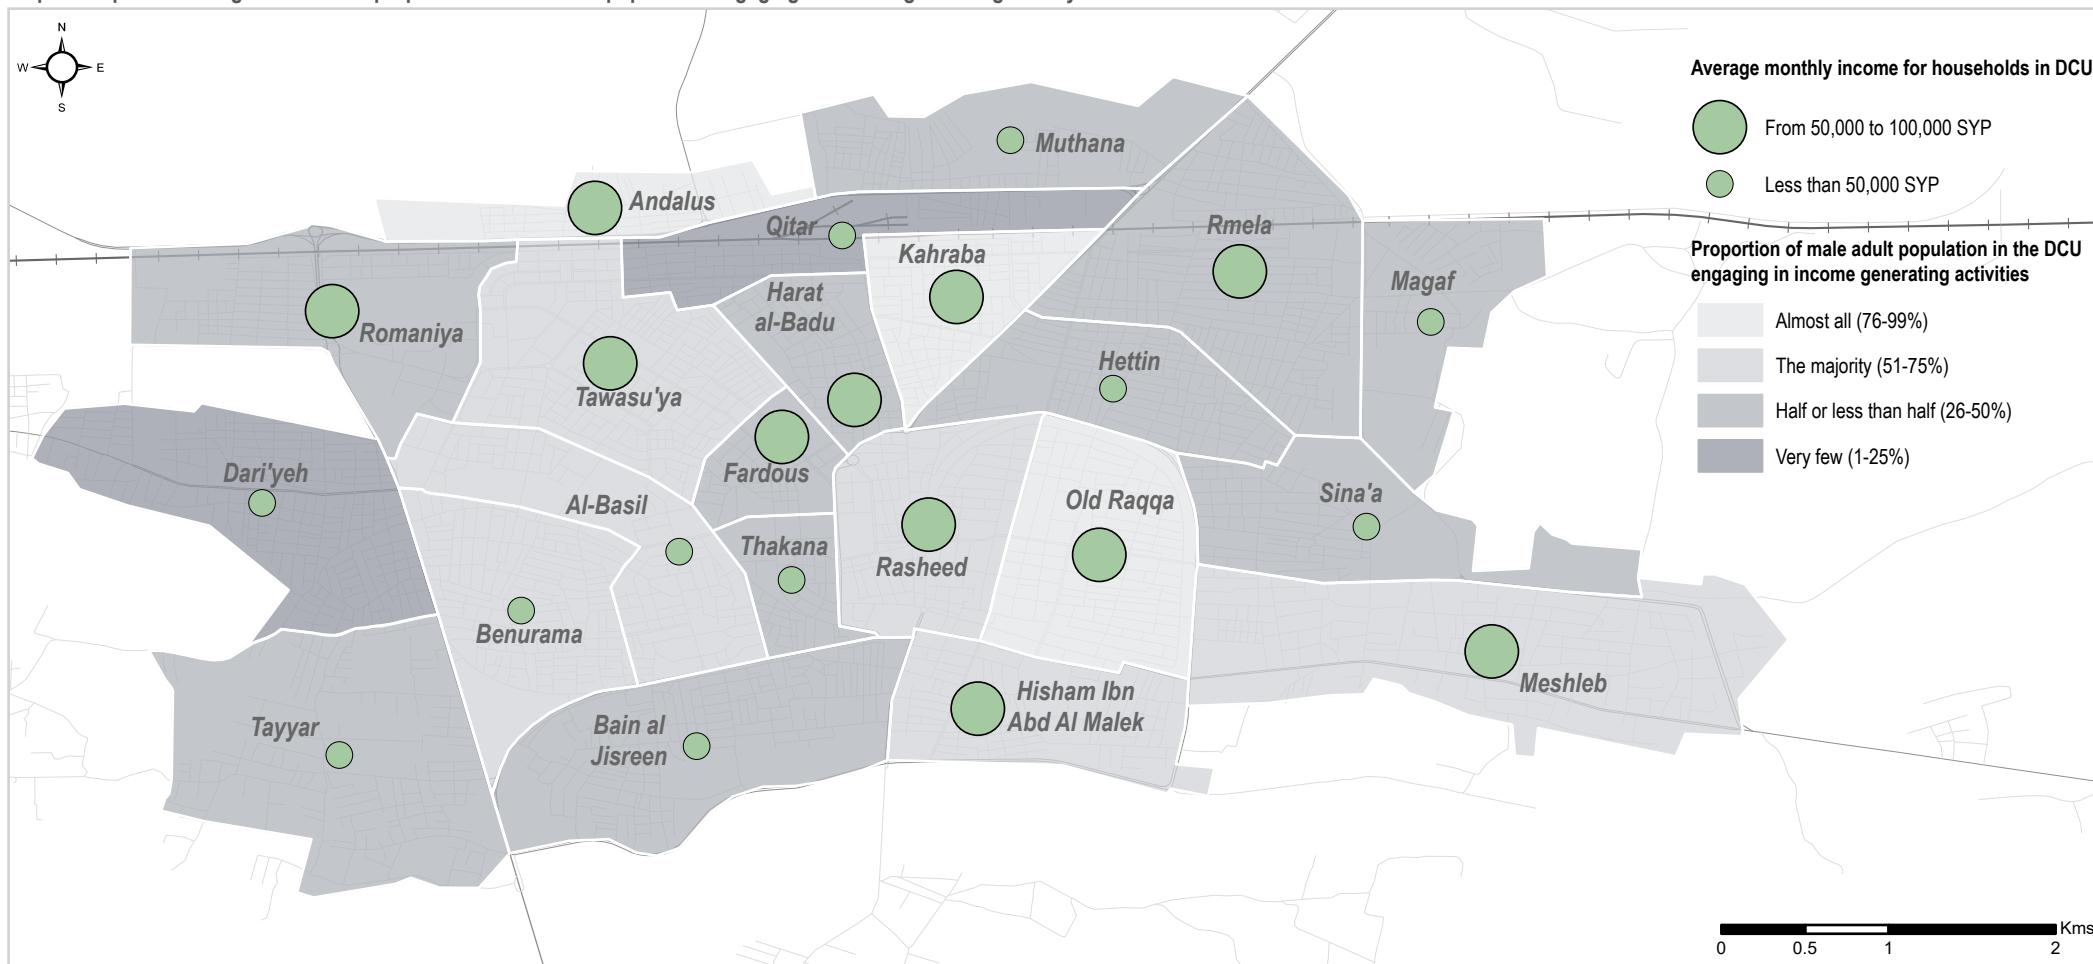 N
W E
S
Average monthly income for households in DCU
From 50,000 to 100,000 SYP
Less than 50,000 SYP
Proportion of male adult population in the DCU
engaging in income generating activities
Almost all (76-99%)
The majority (51-75%)
Half or less than half (26-50%)
Very few (1-25%)
Muthana
Andalus
Qitar
Rmela
Kahraba
Magaf
Harat
al-Badu
Romaniya
Hettin
Tawasu'ya
Fardous
Dari'yeh
Al-Basil
Old Raqqa
Sina'a
Thakana
Rasheed
Benurama
Meshleb
Hisham Ibn
Abd Al Malek
Tayyar
Bain al
Jisreen
Kms
0 0.5 1 2